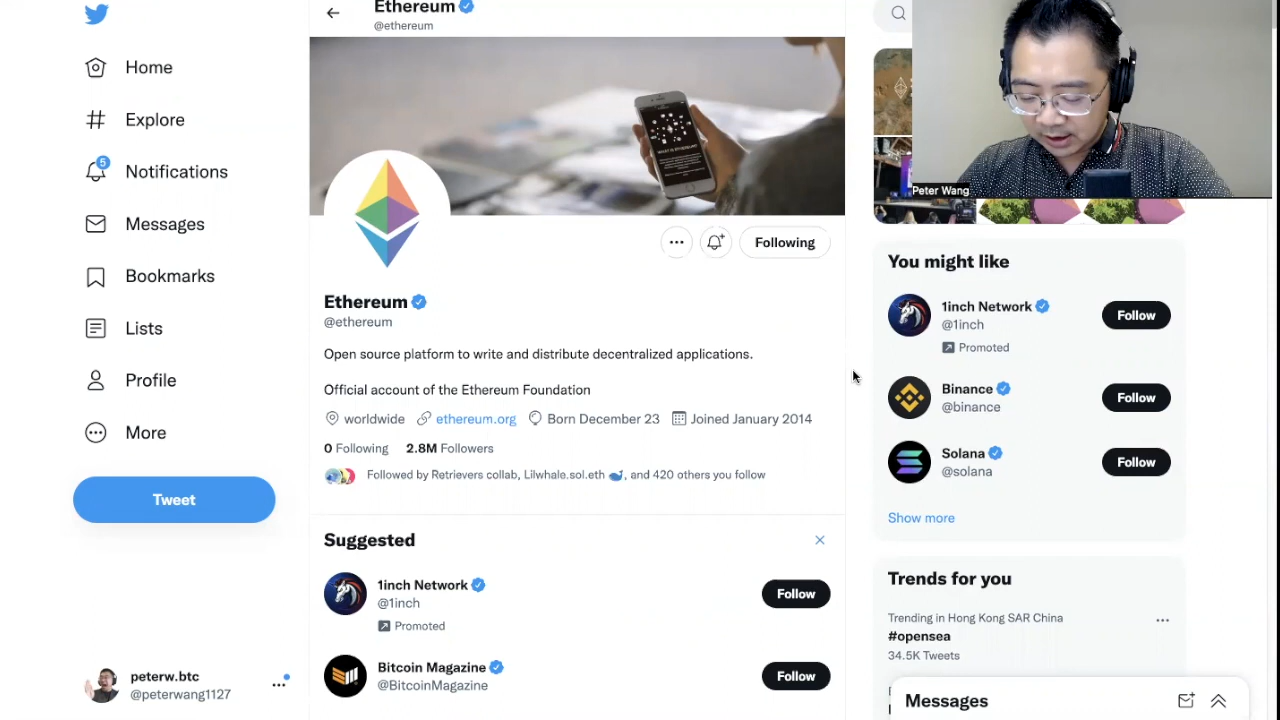 Home
Explore
5
Notifications
Messages
Bookmarks
Lists
Profile
More
Tweet
peterw.btc
@peterwang1127
Ethereum
@ethereum
Following
Ethereum
@ethereum
Open source platform to write and distribute decentralized applications.
Official account of the Ethereum Foundation
worldwide ethereum.org Born December 23 Joined January 2014
0 Following 2.8M Followers
Followed by Retrievers collab, Lilwhale.sol.eth 🐳, and 420 others you follow
Suggested
1inch Network
@1inch
Promoted
Follow
Bitcoin Magazine
@BitcoinMagazine
Follow
Peter Wang
You might like
1inch Network
@1inch
Promoted
Follow
Binance
@binance
Follow
Solana
@solana
Follow
Show more
Trends for you
Trending in Hong Kong SAR China
#opensea
34.5K Tweets
Messages